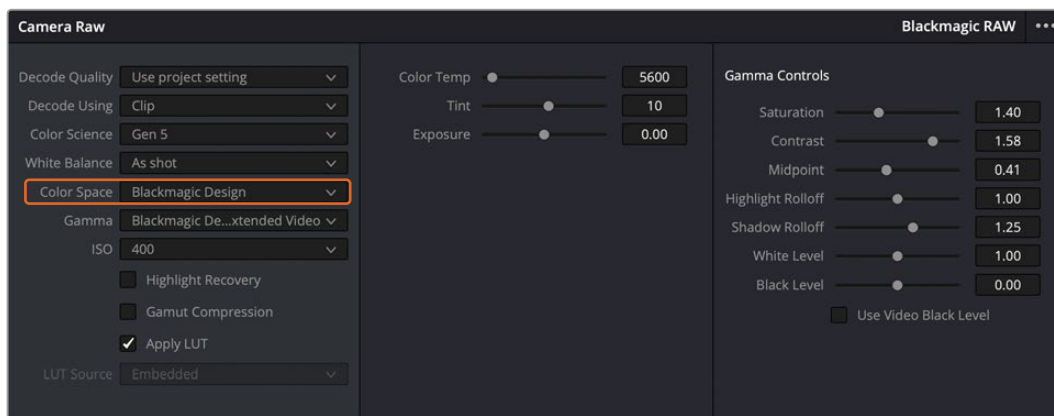 Camera Raw
Blackmagic RAW
Decode Quality Use project setting
Decode Using Clip
Color Science Gen 5
White Balance As shot
Color Space Blackmagic Design
Gamma Blackmagic De...xtended Video
ISO 400
Highlight Recovery
Gamut Compression
Apply LUT
LUT Source Embedded
Color Temp 5600
Tint 10
Exposure 0.00
Gamma Controls
Saturation 1.40
Contrast 1.58
Midpoint 0.41
Highlight Rolloff 1.00
Shadow Rolloff 1.25
White Level 1.00
Black Level 0.00
Use Video Black Level